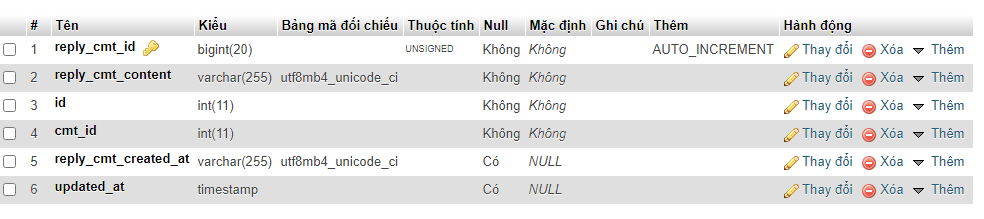 # Tên Kiểu Bảng mã đối chiếu Thuộc tính Null Mặc định Ghi chú Thêm Hành động
1 reply_cmt_id bigint(20) UNSIGNED Không Không AUTO_INCREMENT Thay đổi Xóa Thêm
2 reply_cmt_content varchar(255) utf8mb4_unicode_ci Không Không Thay đổi Xóa Thêm
3 id int(11) Không Không Thay đổi Xóa Thêm
4 cmt_id int(11) Không Không Thay đổi Xóa Thêm
5 reply_cmt_created_at varchar(255) utf8mb4_unicode_ci Có NULL Thay đổi Xóa Thêm
6 updated_at timestamp Có NULL Thay đổi Xóa Thêm